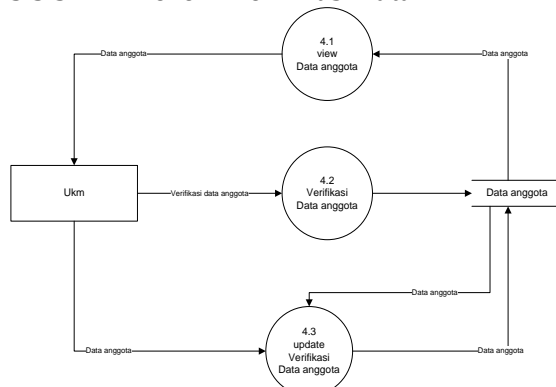 4.1
view
Data anggota
Data anggota
Data anggota
Ukm
Verifikasi data anggota
4.2
Verifikasi
Data anggota
Data anggota
Data anggota
4.3
update
Verifikasi
Data anggota
Data anggota
Data anggota